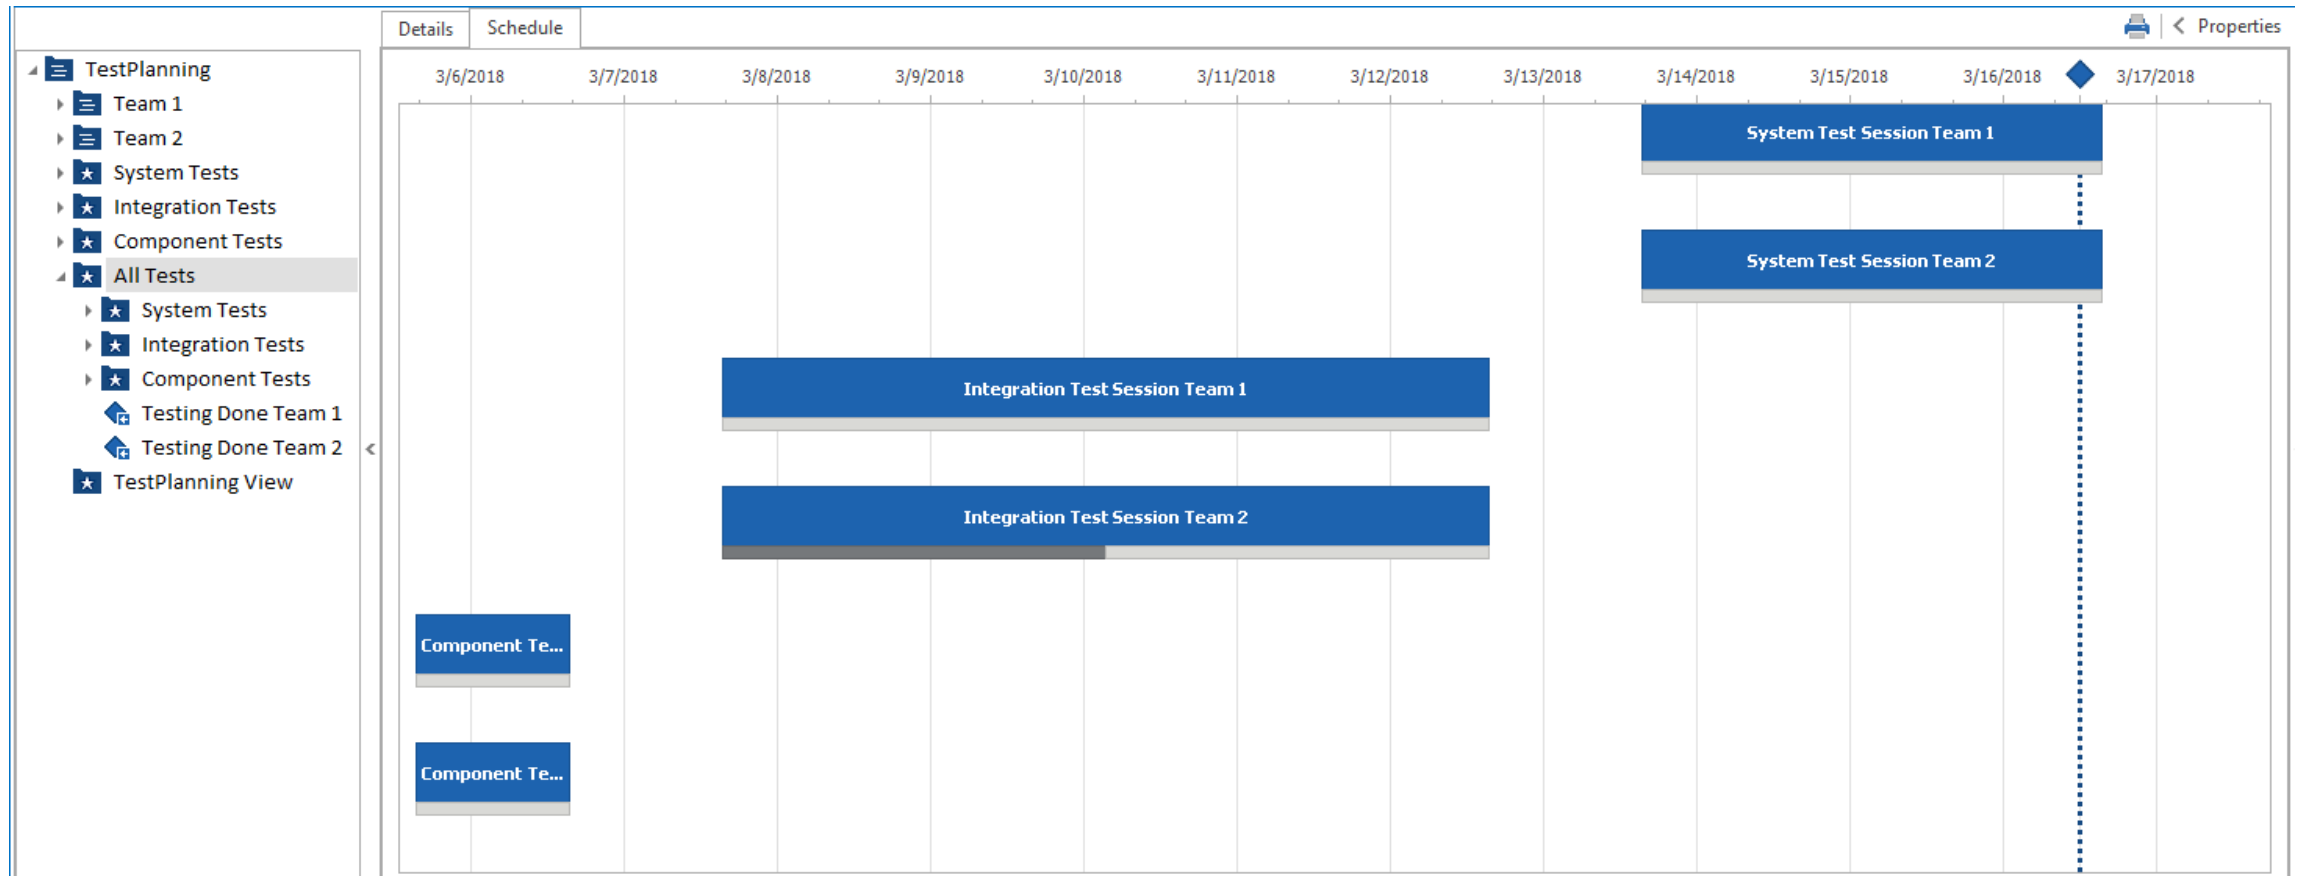 Details
Schedule
Properties
TestPlanning
Team 1
Team 2
System Tests
Integration Tests
Component Tests
All Tests
System Tests
Integration Tests
Component Tests
Testing Done Team 1
Testing Done Team 2
TestPlanning View
3/6/2018 3/7/2018 3/8/2018 3/9/2018 3/10/2018 3/11/2018 3/12/2018 3/13/2018 3/14/2018 3/15/2018 3/16/2018 3/17/2018
System Test Session Team 1
System Test Session Team 2
Integration Test Session Team 1
Integration Test Session Team 2
Component Te...
Component Te...